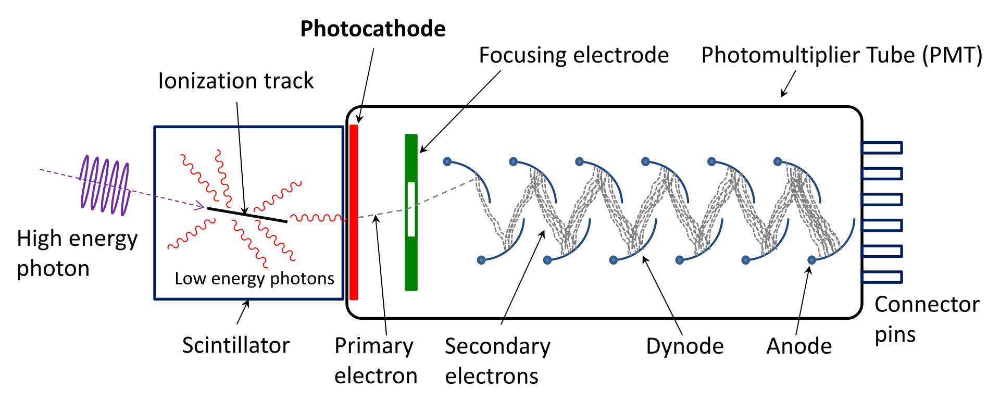 Photocathode
Focusing electrode
Photomultiplier Tube (PMT)
Ionization track
High energy
photon
Low energy photons
Connector
pins
Scintillator
Primary
electron
Secondary
electrons
Dynode
Anode